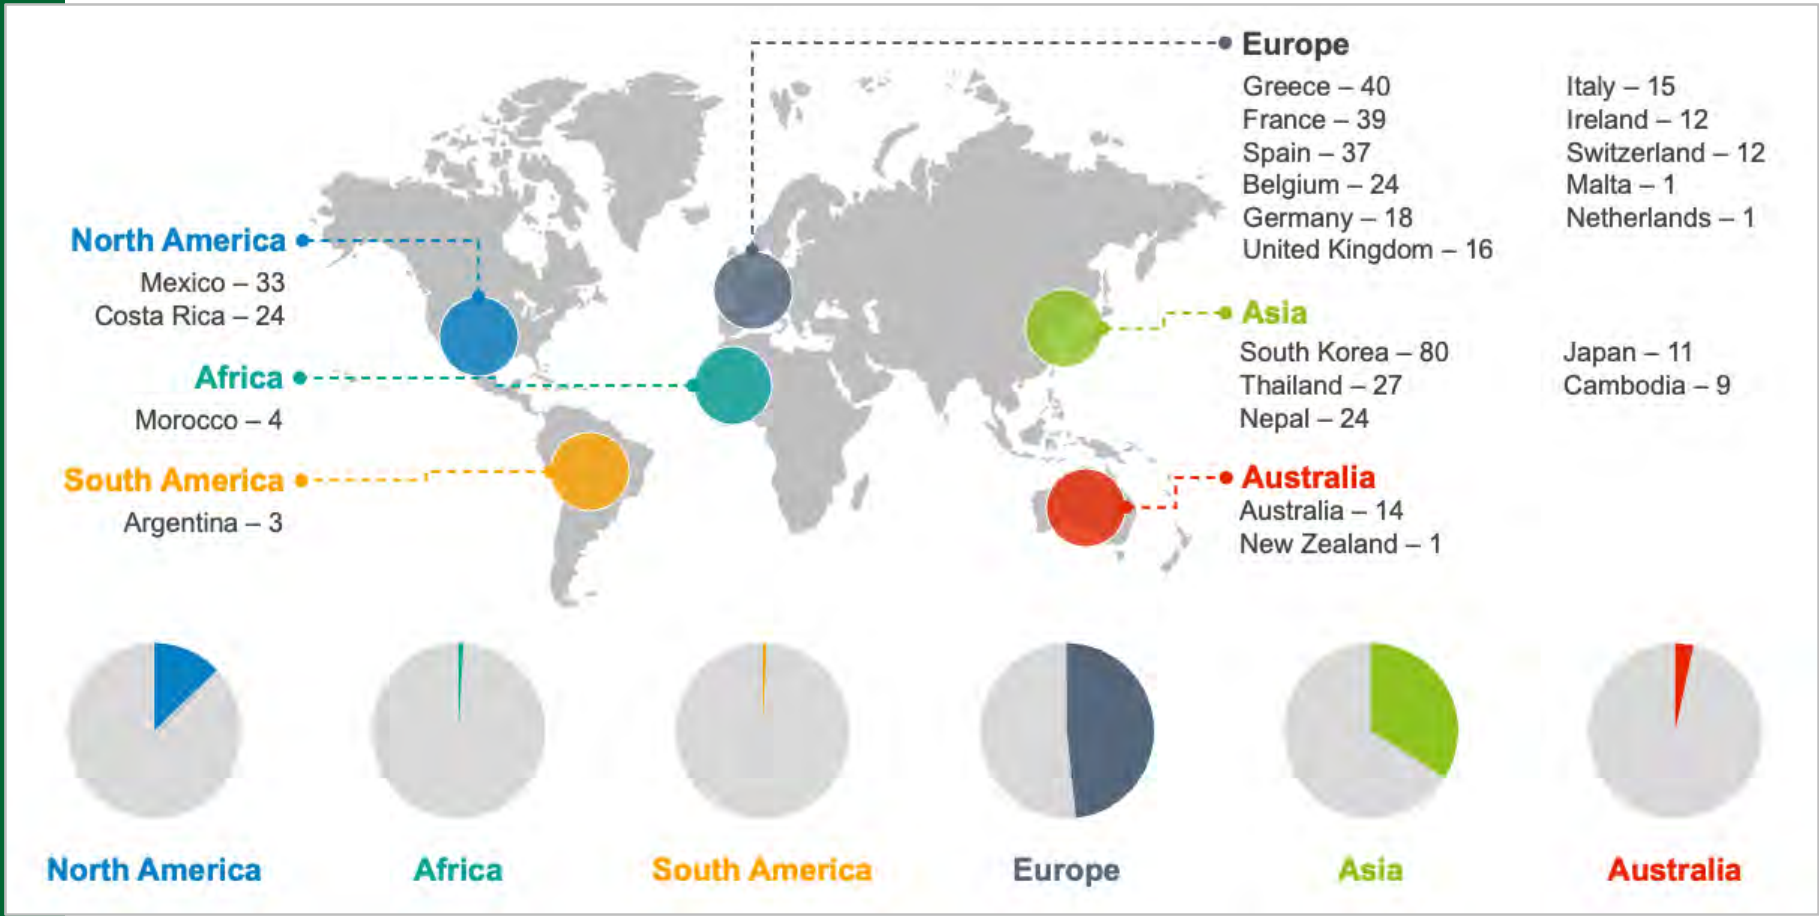 Europe
Greece – 40
France – 39
Spain – 37
Belgium – 24
Germany – 18
United Kingdom – 16
Italy – 15
Ireland – 12
Switzerland – 12
Malta – 1
Netherlands – 1
North America
Mexico – 33
Costa Rica – 24
Africa
Morocco – 4
South America
Argentina – 3
Asia
South Korea – 80
Thailand – 27
Nepal – 24
Japan – 11
Cambodia – 9
Australia
Australia – 14
New Zealand – 1
North America
Africa
South America
Europe
Asia
Australia